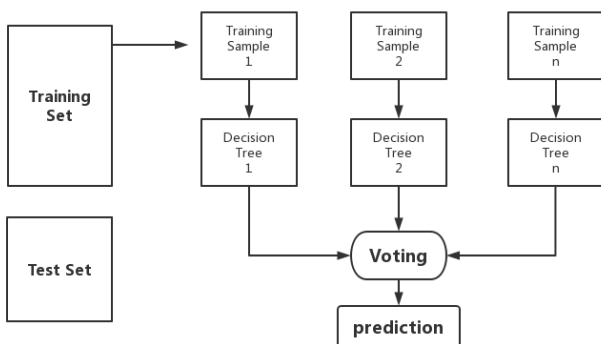 Training
Set
Training
Sample
1
Training
Sample
2
Training
Sample
n
Decision
Tree
1
Decision
Tree
2
Decision
Tree
n
Test Set
Voting
prediction